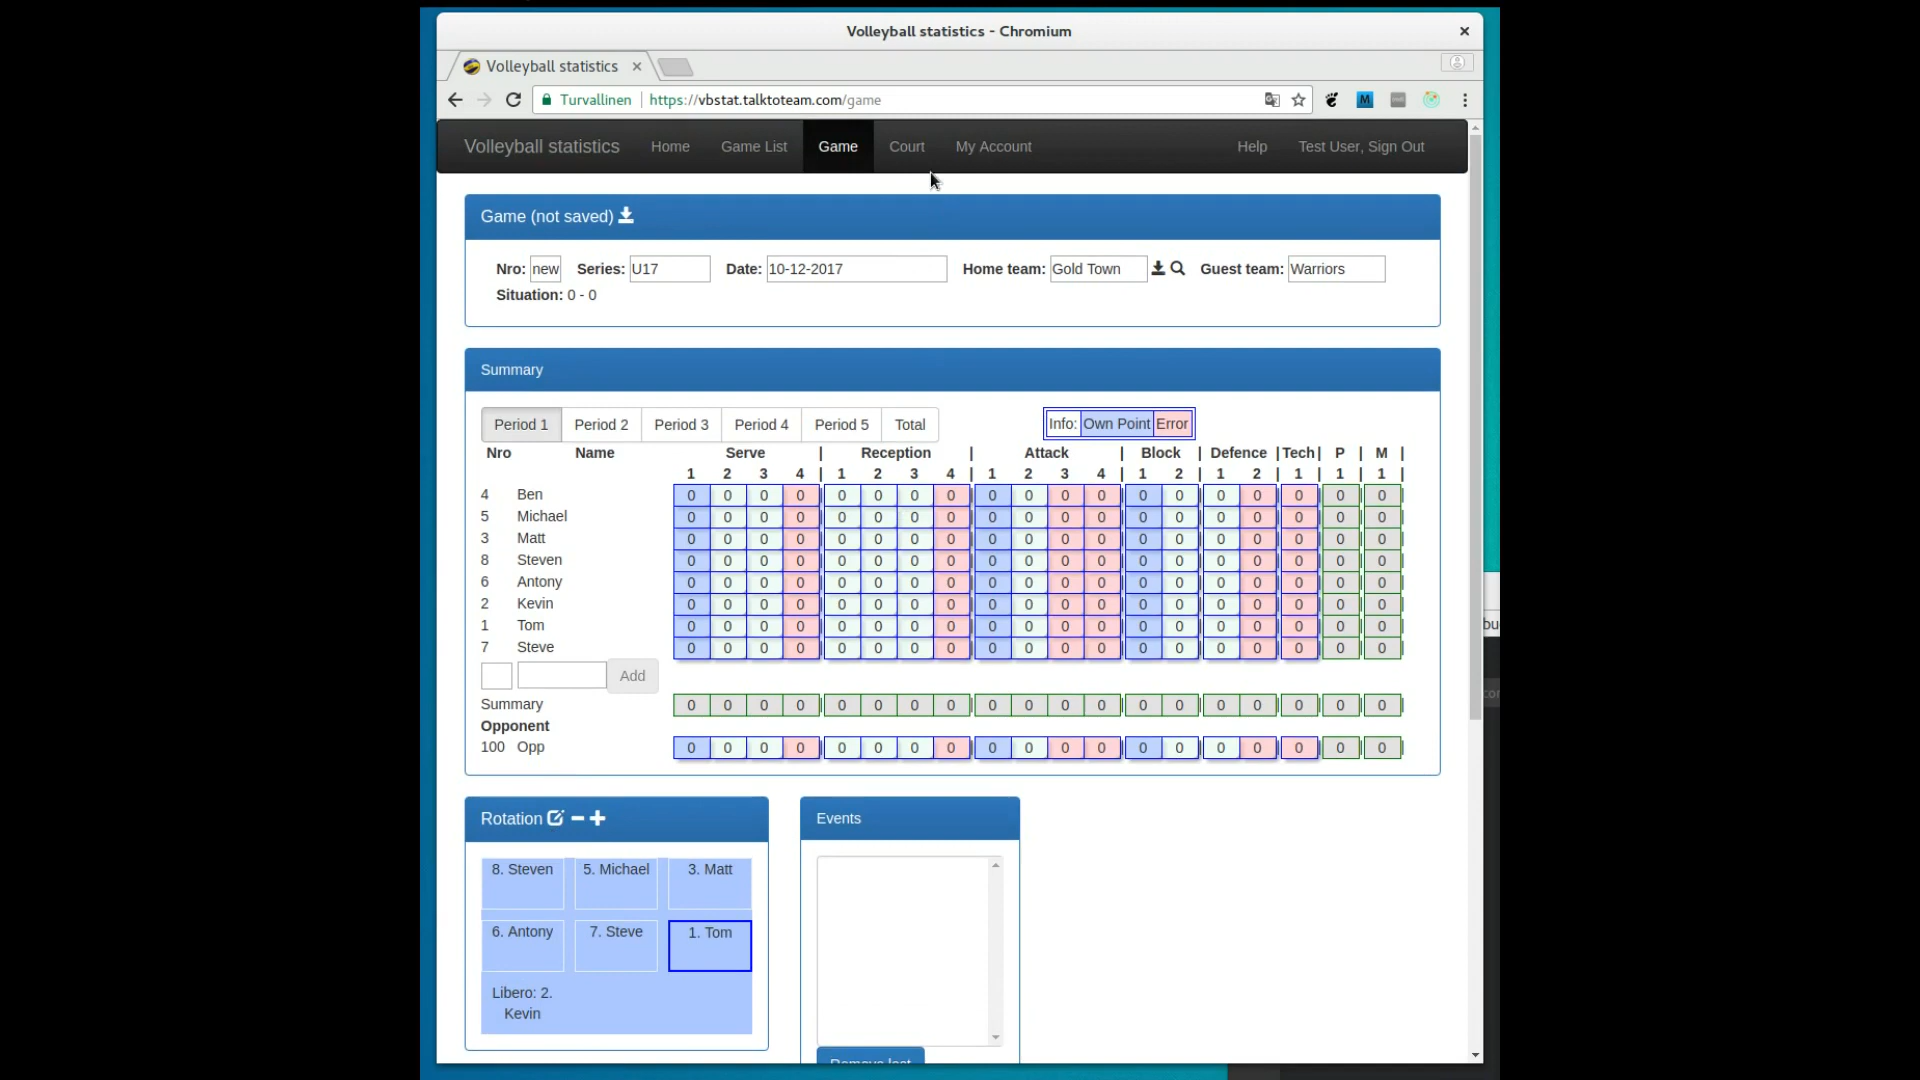 Volleyball statistics - Chromium
Volleyball statistics
Turvallinen https://vbstat.talktoteam.com/game
Volleyball statistics Home Game List Game Court My Account Help Test User, Sign Out
Game (not saved)
Nro: new Series: U17 Date: 10-12-2017 Home team: Gold Town Guest team: Warriors
Situation: 0 - 0
Summary
Period 1 Period 2 Period 3 Period 4 Period 5 Total Info: Own Point Error
Nro Name Serve | Reception | Attack | Block | Defence | Tech | P | M |
1 2 3 4 | 1 2 3 4 | 1 2 3 4 | 1 2 | 1 2 | 1 | 1 | 1 |
4 Ben 0 0 0 0 | 0 0 0 0 | 0 0 0 0 | 0 0 | 0 0 | 0 | 0 | 0 |
5 Michael 0 0 0 0 | 0 0 0 0 | 0 0 0 0 | 0 0 | 0 0 | 0 | 0 | 0 |
3 Matt 0 0 0 0 | 0 0 0 0 | 0 0 0 0 | 0 0 | 0 0 | 0 | 0 | 0 |
8 Steven 0 0 0 0 | 0 0 0 0 | 0 0 0 0 | 0 0 | 0 0 | 0 | 0 | 0 |
6 Antony 0 0 0 0 | 0 0 0 0 | 0 0 0 0 | 0 0 | 0 0 | 0 | 0 | 0 |
2 Kevin 0 0 0 0 | 0 0 0 0 | 0 0 0 0 | 0 0 | 0 0 | 0 | 0 | 0 |
1 Tom 0 0 0 0 | 0 0 0 0 | 0 0 0 0 | 0 0 | 0 0 | 0 | 0 | 0 |
7 Steve 0 0 0 0 | 0 0 0 0 | 0 0 0 0 | 0 0 | 0 0 | 0 | 0 | 0 |
Add
Summary 0 0 0 0 | 0 0 0 0 | 0 0 0 0 | 0 0 | 0 0 | 0 | 0 | 0 |
Opponent
100 Opp 0 0 0 0 | 0 0 0 0 | 0 0 0 0 | 0 0 | 0 0 | 0 | 0 | 0 |
Rotation
8. Steven 5. Michael 3. Matt
6. Antony 7. Steve 1. Tom
Libero: 2.
Kevin
Events
Remove last